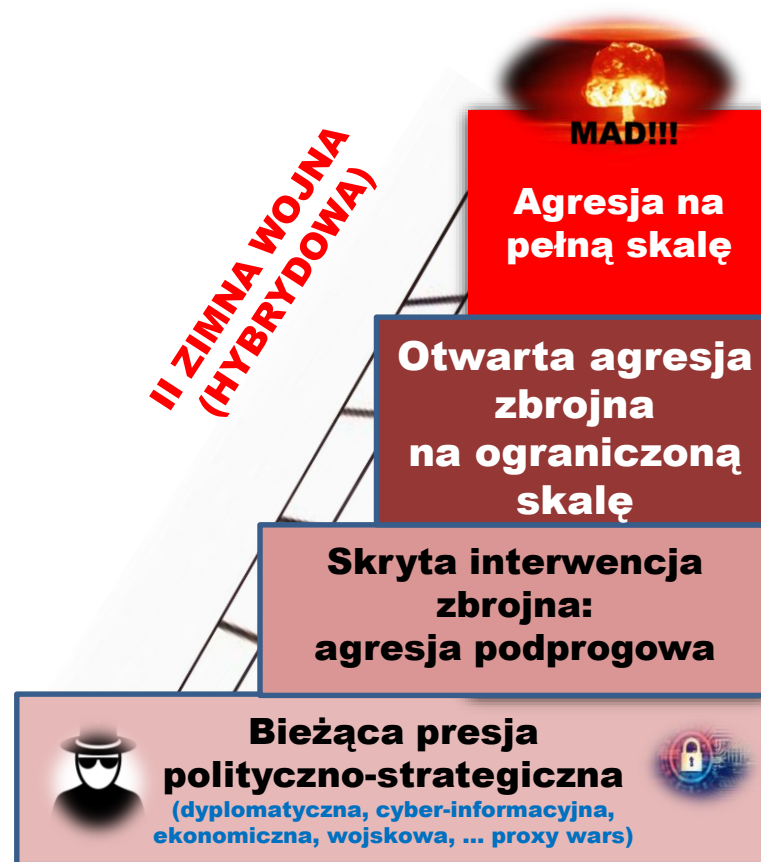 MAD!!!
Agresja na
pełną skalę
II ZIMNA WOJNA
(HYBRYDOWA)
Otwarta agresja
zbrojna
na ograniczoną
skalę
Skryta interwencja
zbrojna:
agresja podprogowa
Bieżąca presja
polityczno-strategiczna
(dyplomatyczna, cyber-informacyjna,
ekonomiczna, wojskowa, ... proxy wars)